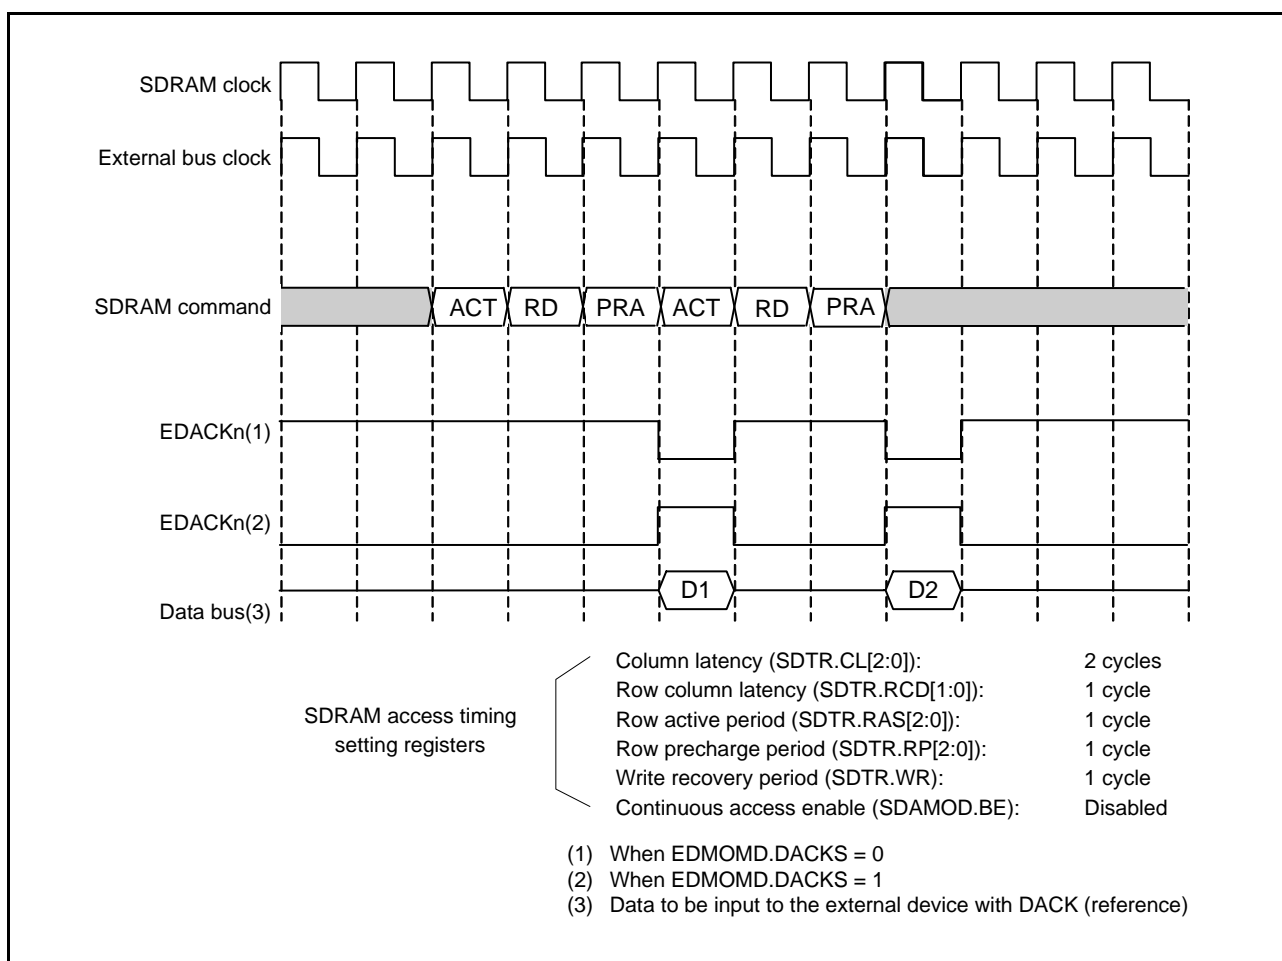 SDRAM clock
External bus clock
SDRAM command
ACT RD PRA ACT RD PRA
EDACKn(1)
EDACKn(2)
D1 D2
Data bus(3)
SDRAM access timing
setting registers
Column latency (SDTR.CL[2:0]): 2 cycles
Row column latency (SDTR.RCD[1:0]): 1 cycle
Row active period (SDTR.RAS[2:0]): 1 cycle
Row precharge period (SDTR.RP[2:0]): 1 cycle
Write recovery period (SDTR.WR): 1 cycle
Continuous access enable (SDAMOD.BE): Disabled
(1) When EDMOMD.DACKS = 0
(2) When EDMOMD.DACKS = 1
(3) Data to be input to the external device with DACK (reference)